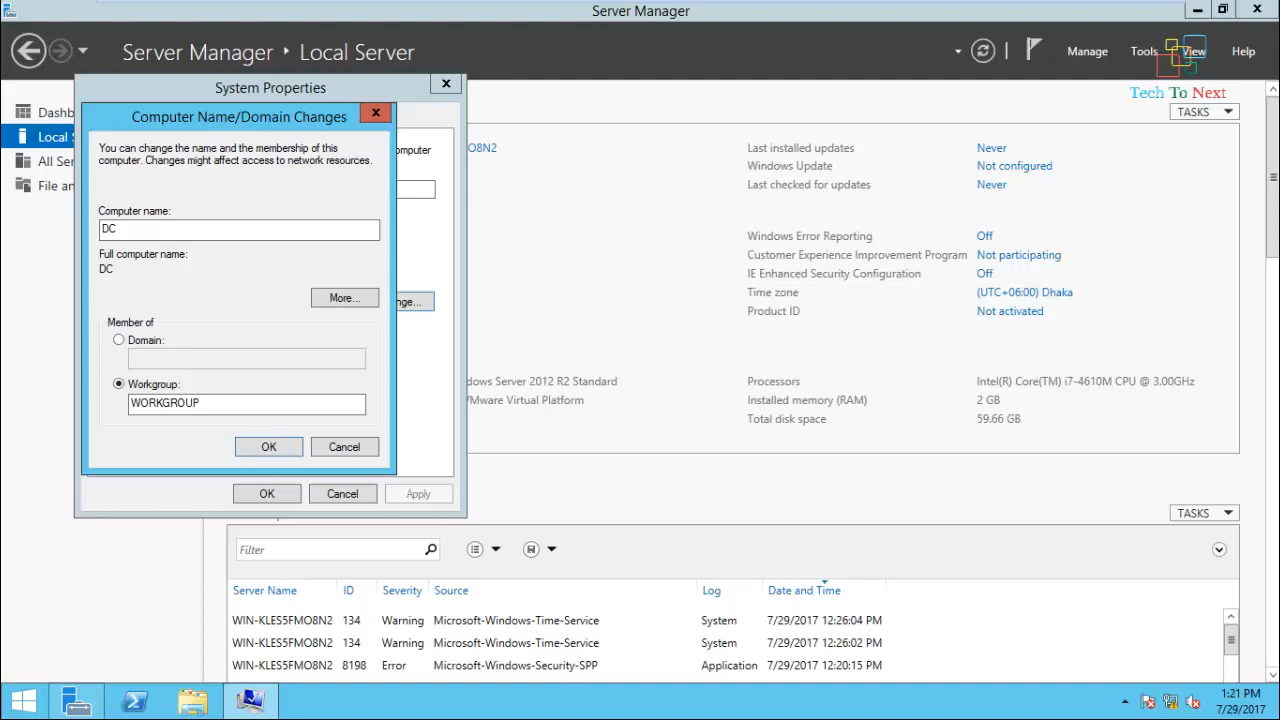 Server Manager
Server Manager ‣ Local Server
Manage Tools View Help
Tech To Next
System Properties
Computer Name/Domain Changes
You can change the name and the membership of this
computer. Changes might affect access to network resources.
Computer name:
DC
Full computer name:
DC
More...
Member of
Domain:
Workgroup:
WORKGROUP
OK Cancel
OK Cancel Apply
Dashb
Local S
All Ser
File an
omputer
nge...
TASKS
MO8N2
Last installed updates Never
Windows Update Not configured
Last checked for updates Never
Windows Error Reporting Off
Customer Experience Improvement Program Not participating
IE Enhanced Security Configuration Off
Time zone (UTC+06:00) Dhaka
Product ID Not activated
dows Server 2012 R2 Standard Processors Intel(R) Core(TM) i7-4610M CPU @ 3.00GHz
VMware Virtual Platform Installed memory (RAM) 2 GB
Total disk space 59.66 GB
TASKS
Filter
Server Name ID Severity Source Log Date and Time
WIN-KLES5FMO8N2 134 Warning Microsoft-Windows-Time-Service System 7/29/2017 12:26:04 PM
WIN-KLES5FMO8N2 134 Warning Microsoft-Windows-Time-Service System 7/29/2017 12:26:03 PM
WIN-KLES5FMO8N2 8198 Error Microsoft-Windows-Security-SPP Application 7/29/2017 12:20:15 PM
1:21 PM
7/29/2017